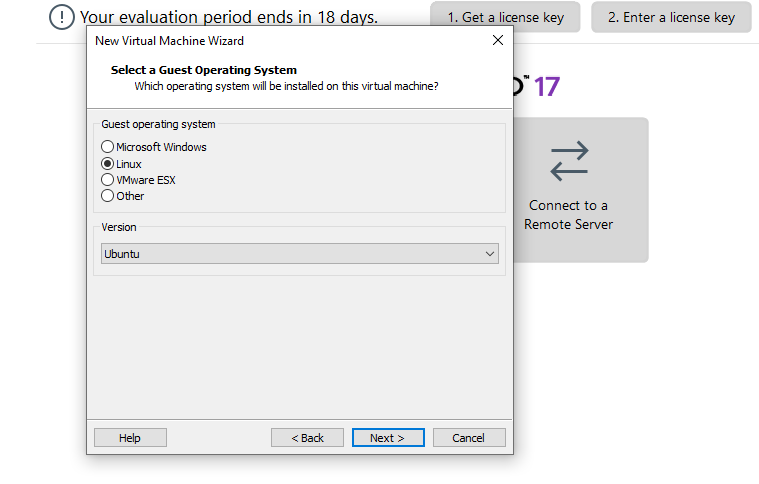 ! Your evaluation period ends in 18 days.
1. Get a license key
2. Enter a license key
New Virtual Machine Wizard
Select a Guest Operating System
Which operating system will be installed on this virtual machine?
™ 17
Guest operating system
Microsoft Windows
Linux
VMware ESX
Other
Version
Ubuntu
Connect to a
Remote Server
Help
< Back
Next >
Cancel